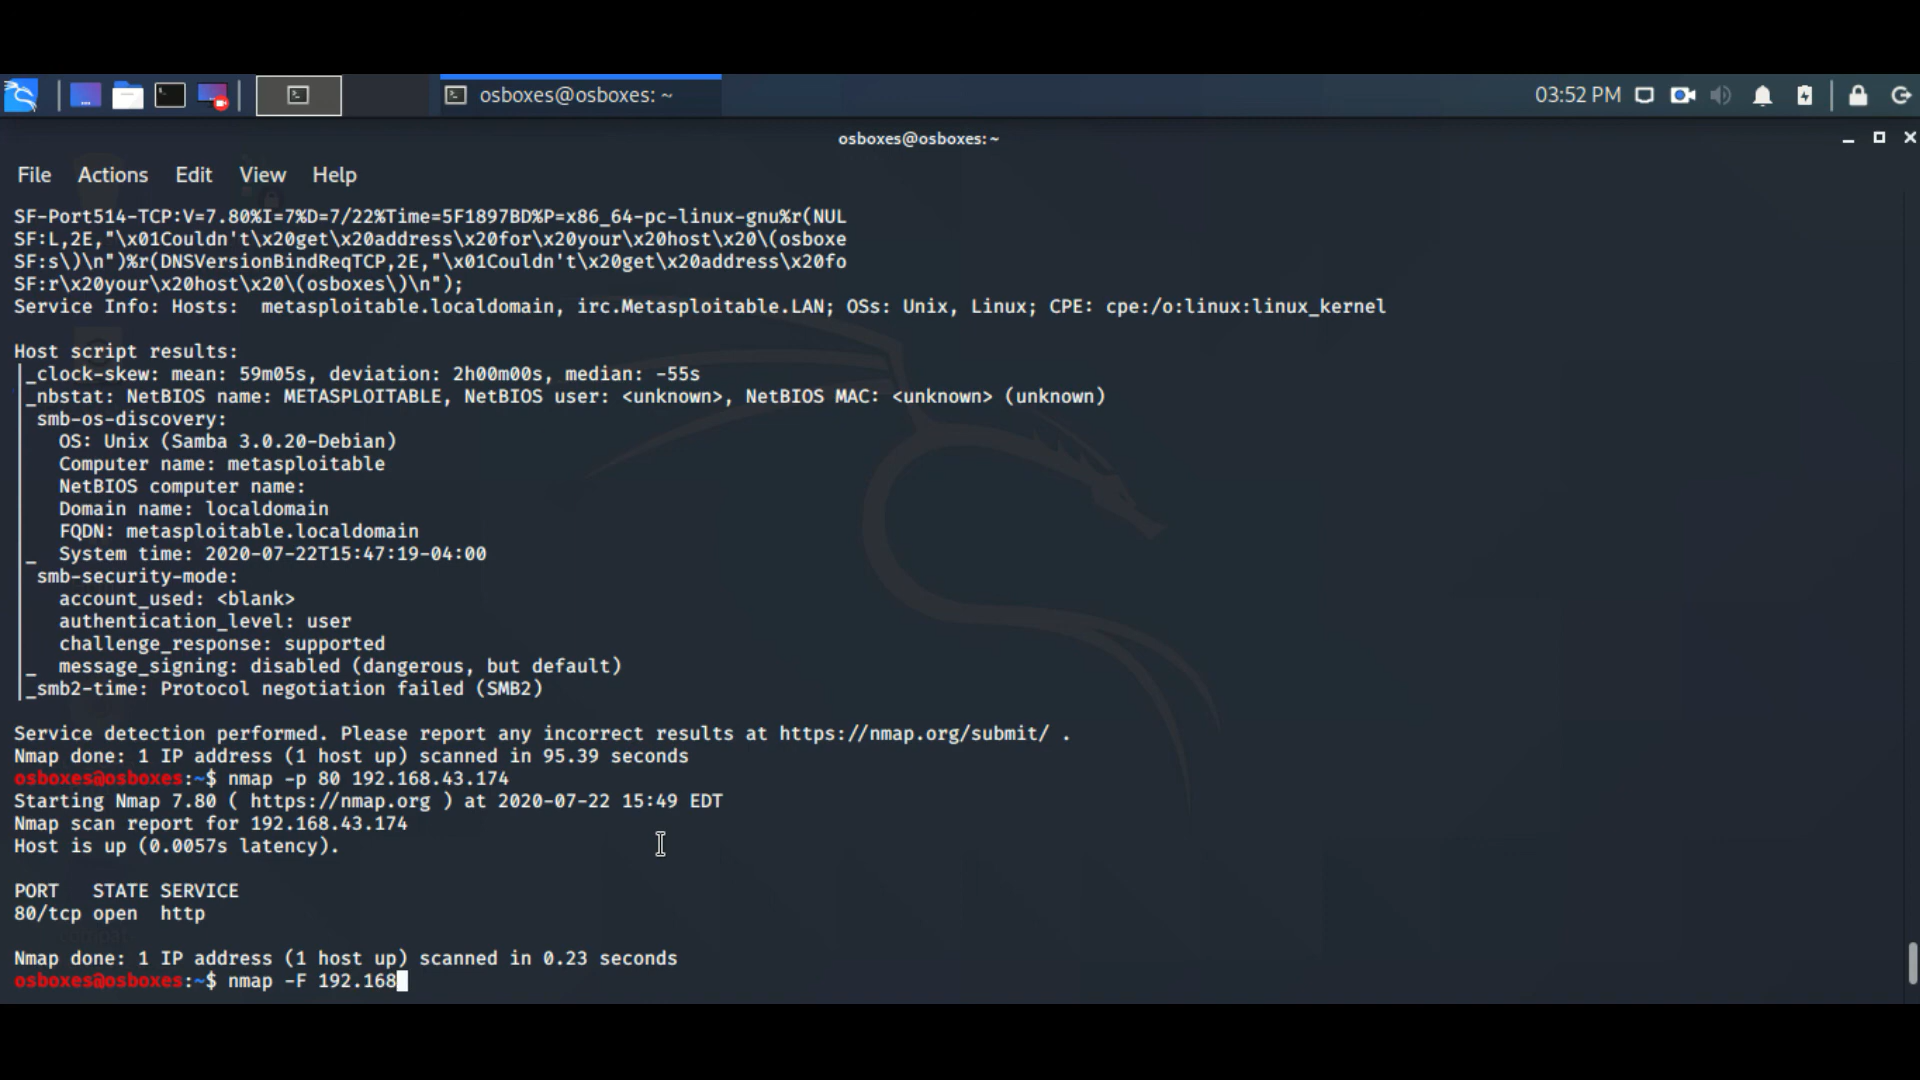 osboxes@osboxes: ~
03:52 PM
osboxes@osboxes: ~
File Actions Edit View Help
SF-Port514-TCP:V=7.80%I=7%D=7/22%Time=5F1897BD%P=x86_64-pc-linux-gnu%r(NUL
SF:L,2E,"\x01Couldn't\x20get\x20address\x20for\x20your\x20host\x20\(osboxe
SF:s\)\n")%r(DNSVersionBindReqTCP,2E,"\x01Couldn't\x20get\x20address\x20fo
SF:r\x20your\x20host\x20\(osboxes\)\n");
Service Info: Hosts:  metasploitable.localdomain, irc.Metasploitable.LAN; OSs: Unix, Linux; CPE: cpe:/o:linux:linux_kernel
Host script results:
|_clock-skew: mean: 59m05s, deviation: 2h00m00s, median: -55s
|_nbstat: NetBIOS name: METASPLOITABLE, NetBIOS user: <unknown>, NetBIOS MAC: <unknown> (unknown)
| smb-os-discovery:
|   OS: Unix (Samba 3.0.20-Debian)
|   Computer name: metasploitable
|   NetBIOS computer name:
|   Domain name: localdomain
|   FQDN: metasploitable.localdomain
|_  System time: 2020-07-22T15:47:19-04:00
| smb-security-mode:
|   account_used: <blank>
|   authentication_level: user
|   challenge_response: supported
|_  message_signing: disabled (dangerous, but default)
|_smb2-time: Protocol negotiation failed (SMB2)
Service detection performed. Please report any incorrect results at https://nmap.org/submit/ .
Nmap done: 1 IP address (1 host up) scanned in 95.39 seconds
osboxes@osboxes:~$ nmap -p 80 192.168.43.174
Starting Nmap 7.80 ( https://nmap.org ) at 2020-07-22 15:49 EDT
Nmap scan report for 192.168.43.174
Host is up (0.0057s latency).
PORT   STATE SERVICE
80/tcp open  http
Nmap done: 1 IP address (1 host up) scanned in 0.23 seconds
osboxes@osboxes:~$ nmap -F 192.168